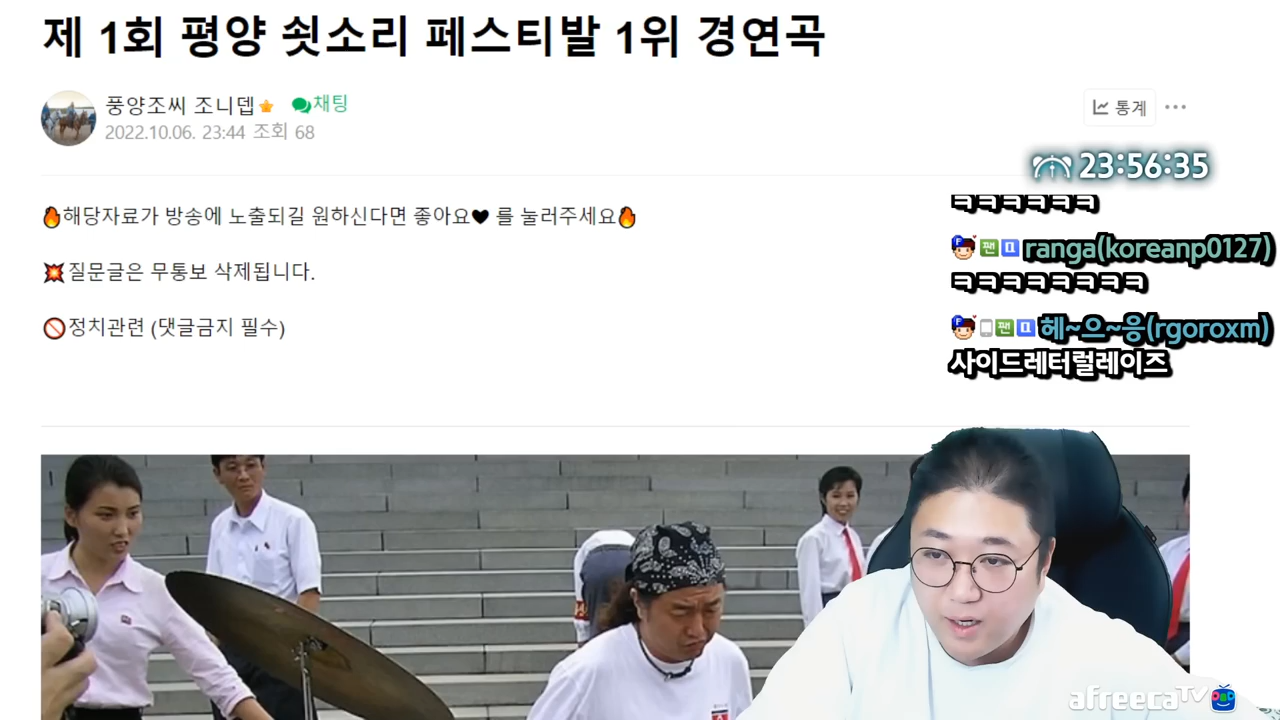 제 1회 평양 쇳소리 페스티발 1위 경연곡
풍양조씨 조니뎁 채팅
2022.10.06. 23:44 조회 68
통계
23:56:35
🔥해당자료가 방송에 노출되길 원하신다면 좋아요🖤 를 눌러주세요🔥
ㅋㅋㅋㅋㅋㅋ
팬 ranga(koreanp0127)
ㅋㅋㅋㅋㅋㅋㅋㅋ
💥질문글은 무통보 삭제됩니다.
🚫정치관련 (댓글금지 필수)
팬 헤~으~응(rgoroxm)
사이드레터럴레이즈
afreecaTV